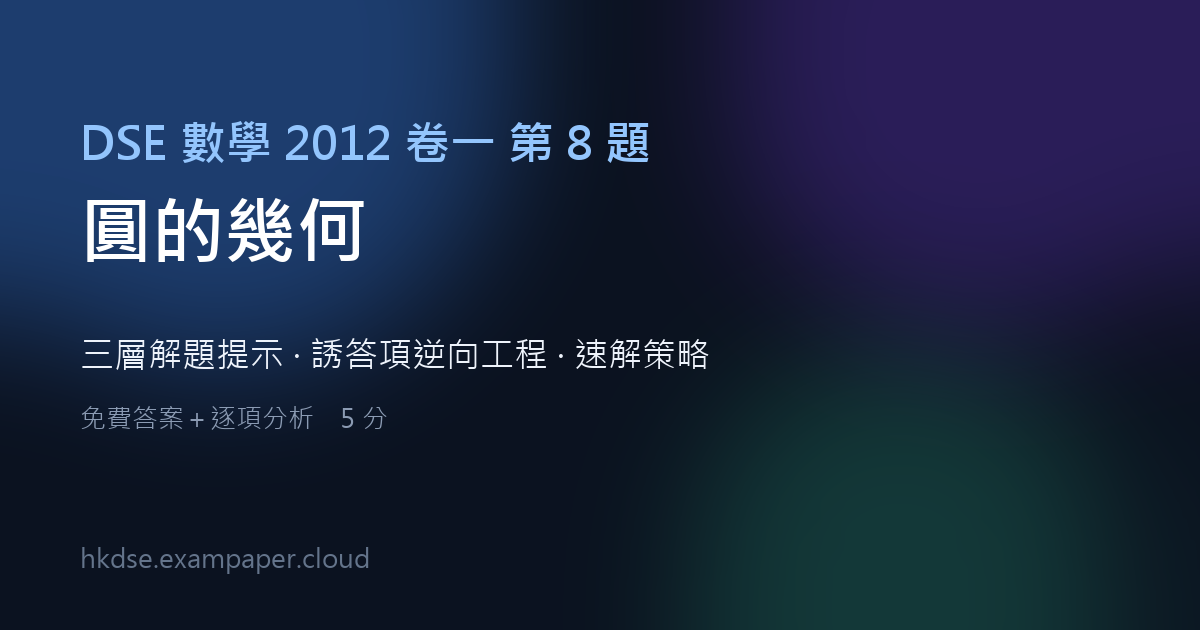 DSE 數學 2012 卷一 第 8 題
圓的幾何
三層解題提示 · 誘答項逆向工程 · 速解策略
免費答案 + 逐項分析 5 分
hkdse.exampaper.cloud